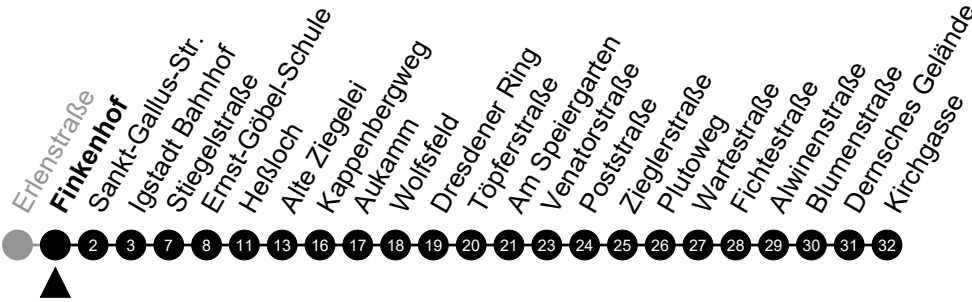 Erlenstraße
Finkenhof
Sankt-Gallus-Str.
Igstadt Bahnhof
Stiegelstraße
Ernst-Göbel-Schule
Heßloch
Alte Ziegelei
Kappenbergweg
Aukamm
Wolfsfeld
Dresdener Ring
Töpferstraße
Am Speiergarten
Venatorstraße
Poststraße
Zieglerstraße
Plutoweg
Wartestraße
Fichtestraße
Alwinenstraße
Blumenstraße
Dernsches Gelände
Kirchgasse
2 3 7 8 11 13 16 17 18 19 20 21 23 24 25 26 27 28 29 30 31 32